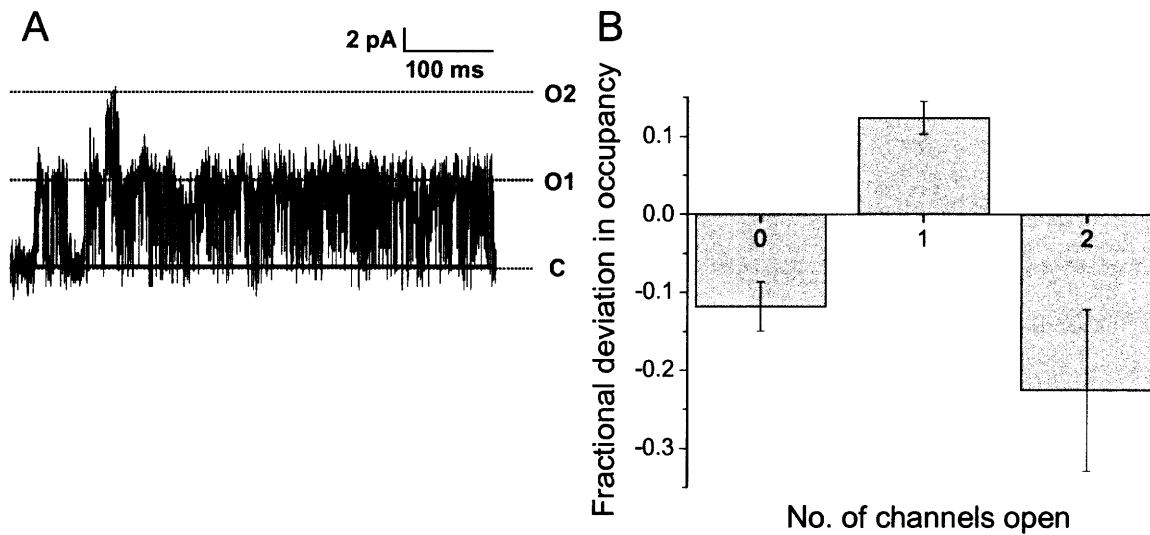 A
2 pA
100 ms
O2
O1
C
B
Fractional deviation in occupancy
0.1
0.0
-0.1
-0.2
-0.3
0
1
2
No. of channels open